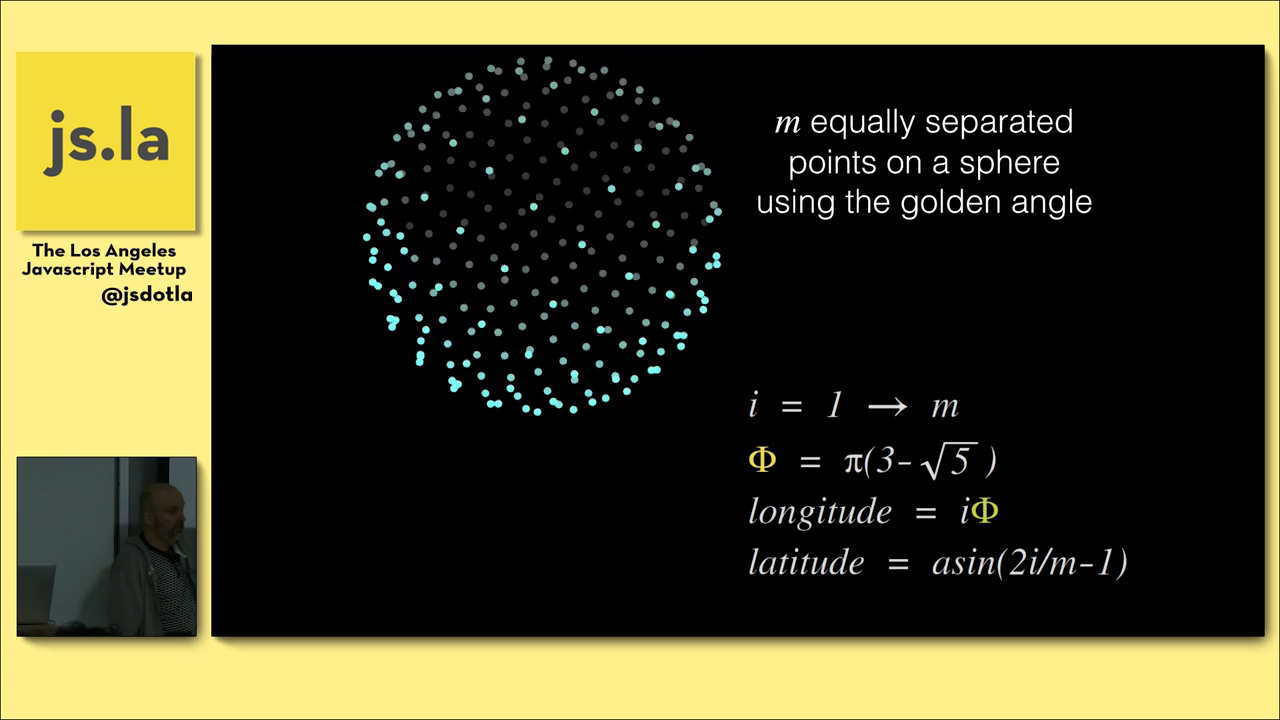 js.la
The Los Angeles
Javascript Meetup
@jsdotla
m equally separated
points on a sphere
using the golden angle
i = 1 → m
Φ = π(3–√5 )
longitude = iΦ
latitude = asin(2i/m–1)